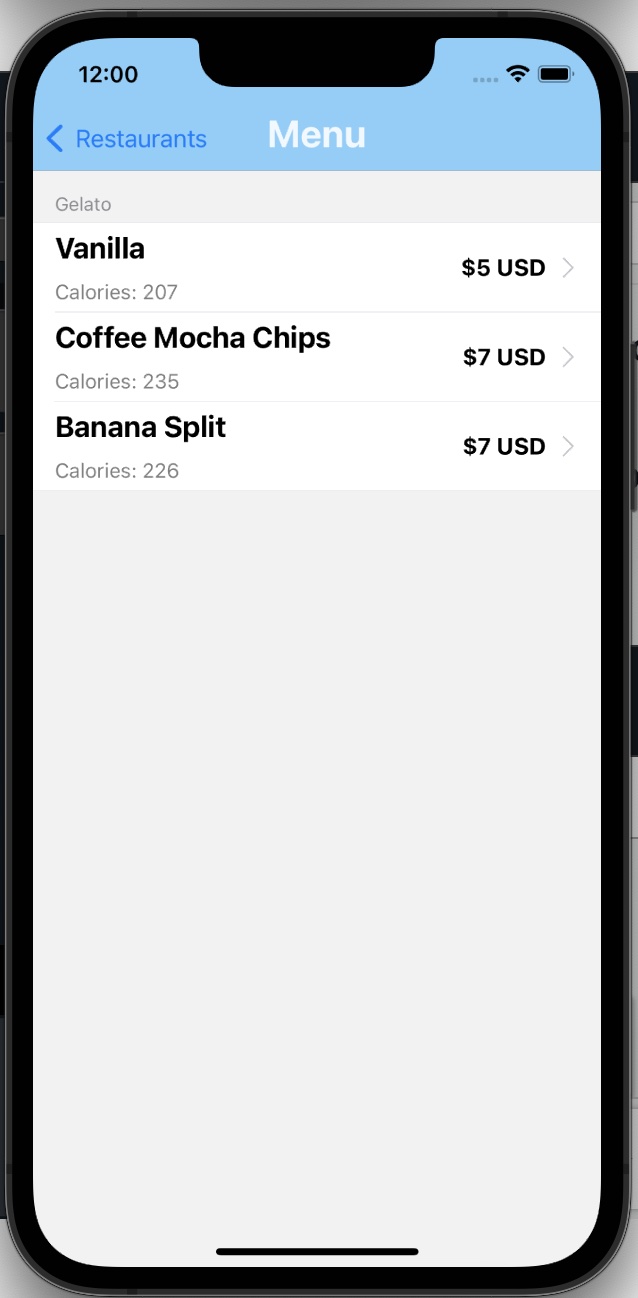 12:00
Restaurants
Menu
Gelato
Vanilla
Calories: 207
$5 USD
Coffee Mocha Chips
Calories: 235
$7 USD
Banana Split
Calories: 226
$7 USD